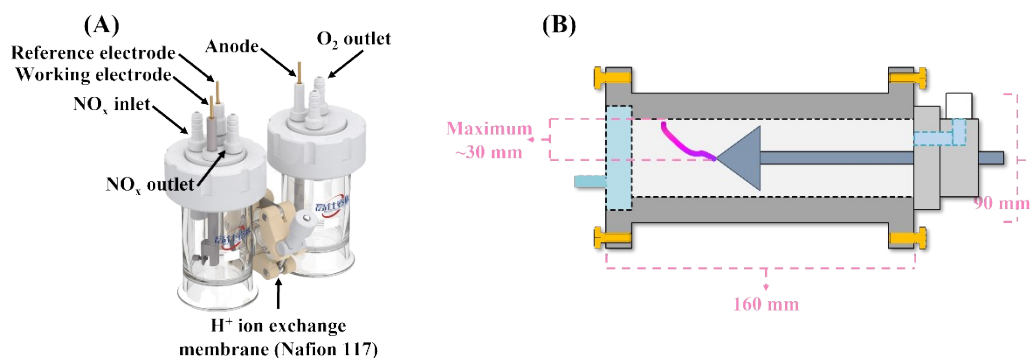 (A)
Reference electrode
Working electrode
NOₓ inlet
NOₓ outlet
Anode
O₂ outlet
H⁺ ion exchange
membrane (Nafion 117)
(B)
Maximum
~30 mm
90 mm
160 mm